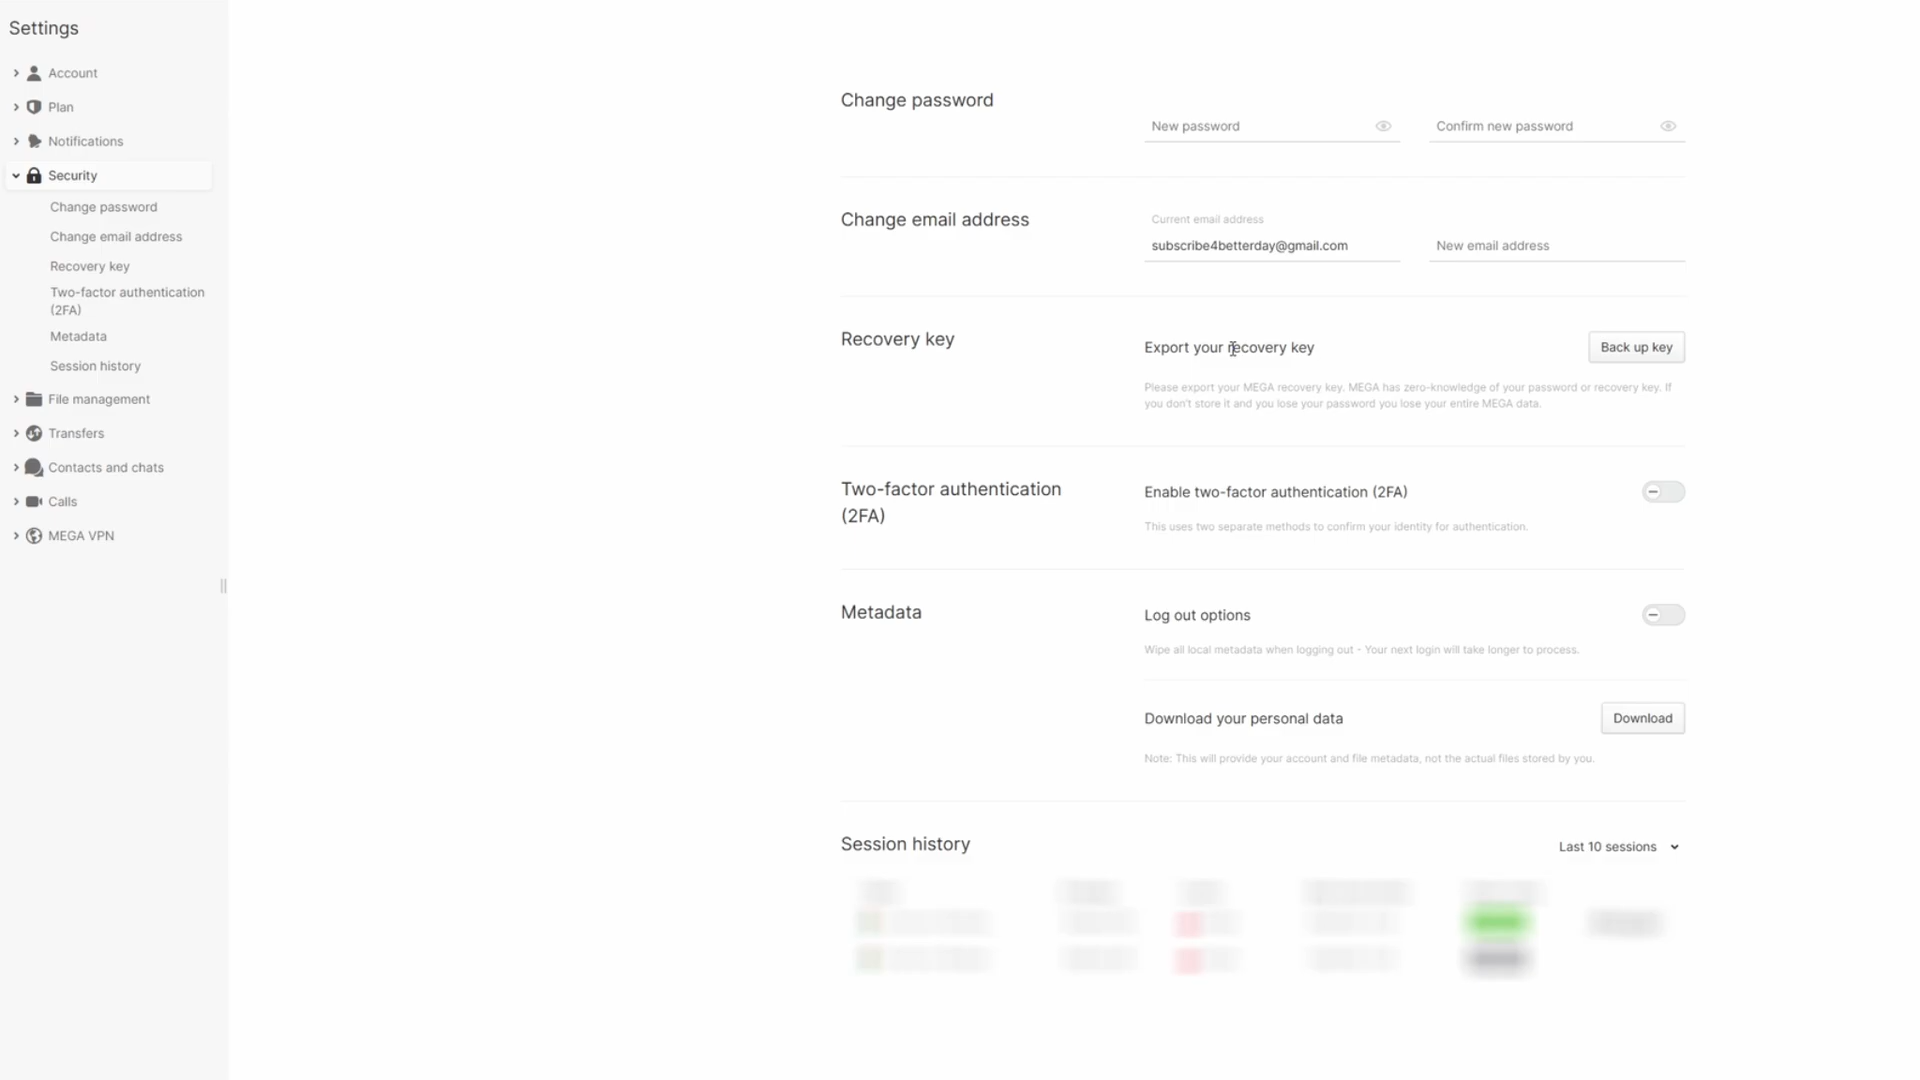 Settings
Account
Plan
Notifications
Security
Change password
Change email address
Recovery key
Two-factor authentication
(2FA)
Metadata
Session history
File management
Transfers
Contacts and chats
Calls
MEGA VPN
Change password
New password
Confirm new password
Change email address
Current email address
subscribe4betterday@gmail.com
New email address
Recovery key
Export your recovery key
Back up key
Please export your MEGA recovery key. MEGA has zero-knowledge of your password or recovery key. If
you don't store it and you lose your password you lose your entire MEGA data.
Two-factor authentication
(2FA)
Enable two-factor authentication (2FA)
This uses two separate methods to confirm your identity for authentication.
Metadata
Log out options
Wipe all local metadata when logging out - Your next login will take longer to process.
Download your personal data
Download
Note: This will provide your account and file metadata, not the actual files stored by you.
Session history
Last 10 sessions